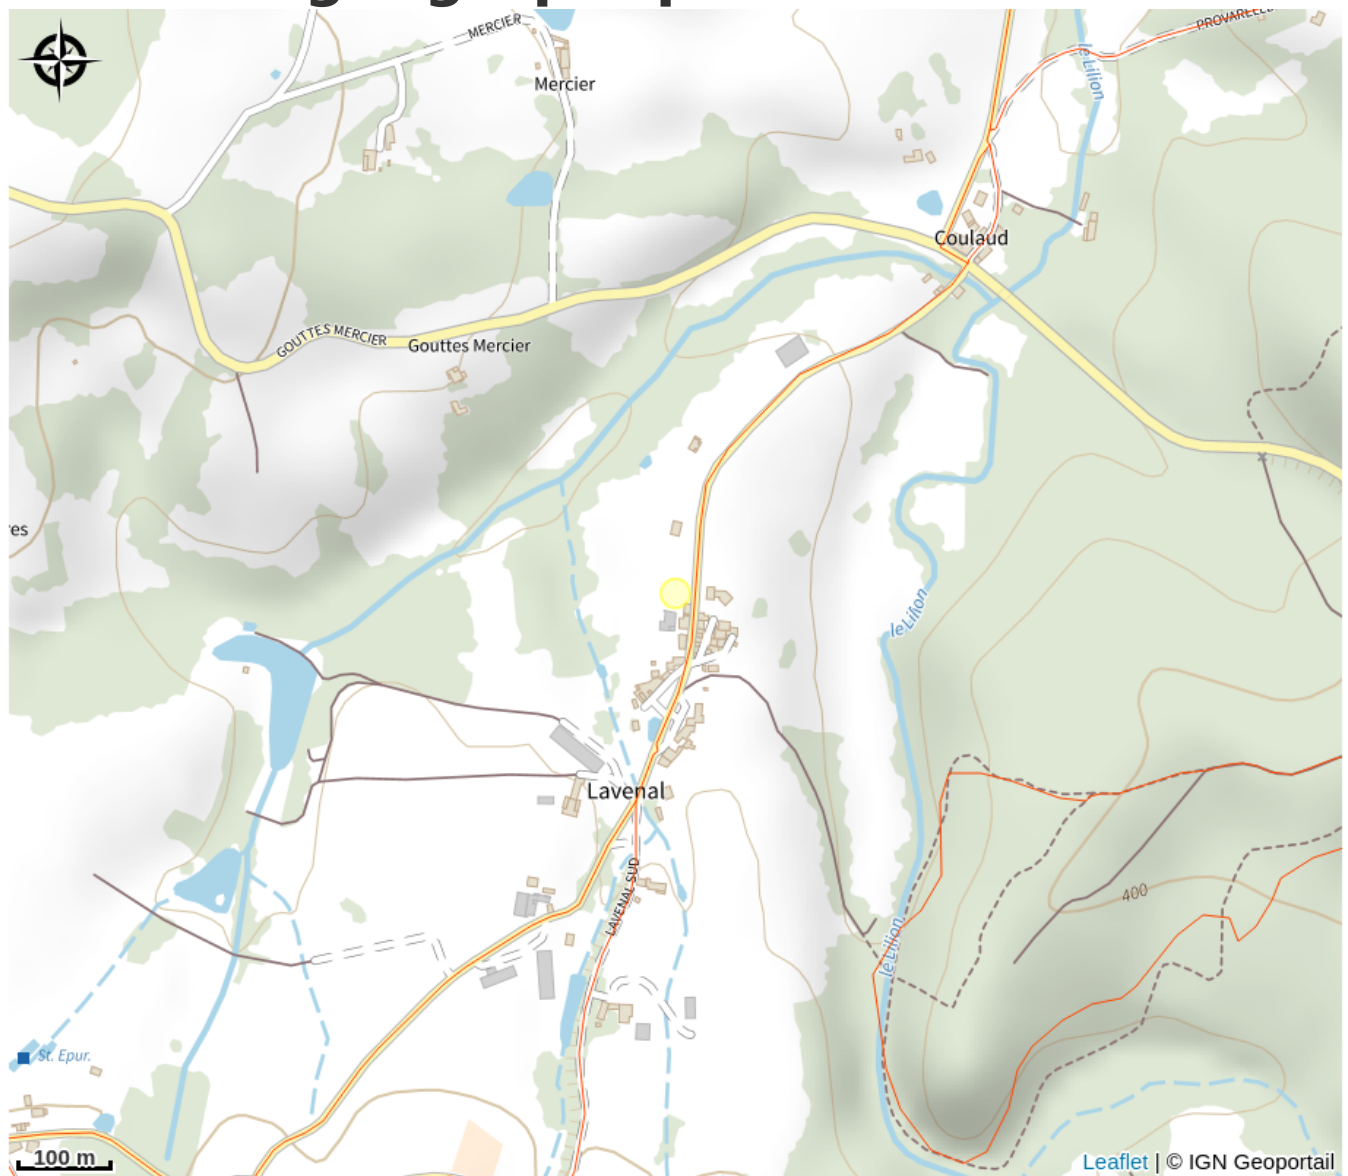 MERCIER
PROVAREL
le Lilion
Mercier
Coulaud
GOUTTES MERCIER
Gouttes Mercier
es
le Lilion
Lavenal
LAVENAL SUD
400
le Lilion
St. Epur.
100 m
Leaflet | © IGN Geoportail